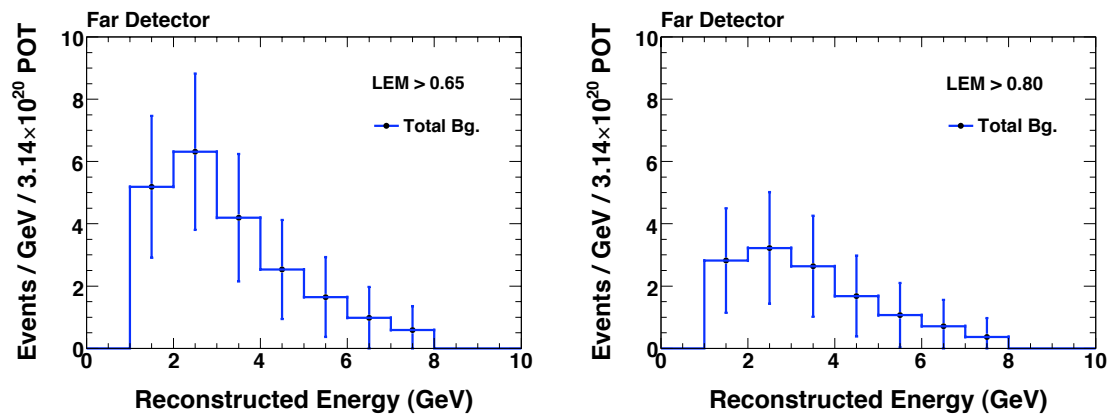 Far Detector
Events / GeV / 3.14×10²⁰ POT
10
8
6
4
2
0
LEM > 0.65
Total Bg.
0 2 4 6 8 10
Reconstructed Energy (GeV)
Far Detector
Events / GeV / 3.14×10²⁰ POT
10
8
6
4
2
0
LEM > 0.80
Total Bg.
0 2 4 6 8 10
Reconstructed Energy (GeV)